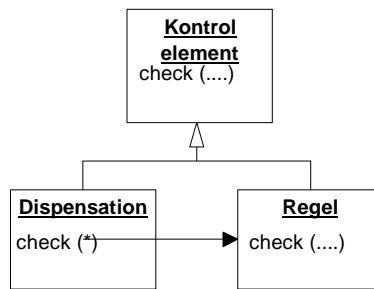 Kontrol
element
check (....)
Dispensation
check (*)
Regel
check (....)